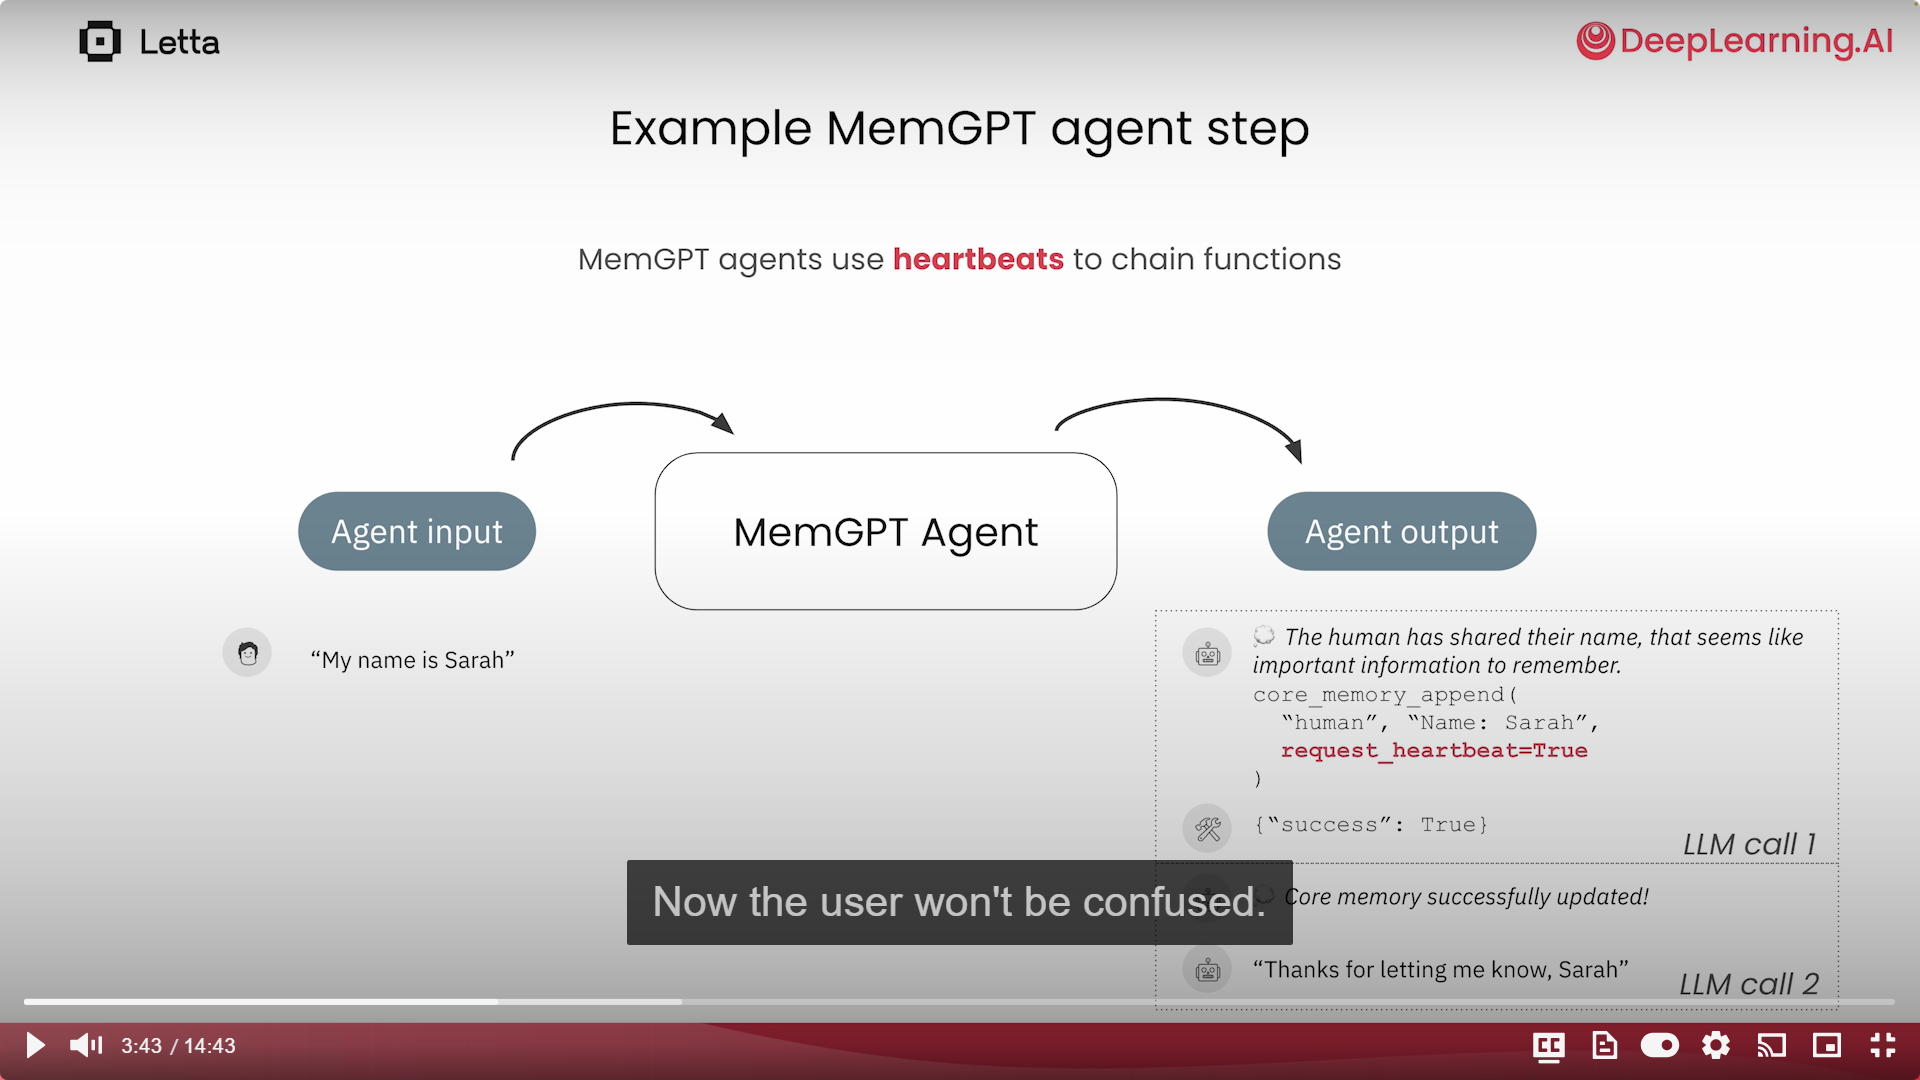 Letta
DeepLearning.AI
Example MemGPT agent step
MemGPT agents use heartbeats to chain functions
Agent input
MemGPT Agent
Agent output
“My name is Sarah”
The human has shared their name, that seems like
important information to remember.
core_memory_append(
“human”, “Name: Sarah”,
request_heartbeat=True
)
{“success”: True}
LLM call 1
Core memory successfully updated!
Now the user won't be confused.
“Thanks for letting me know, Sarah”
LLM call 2
3:43 / 14:43
CC